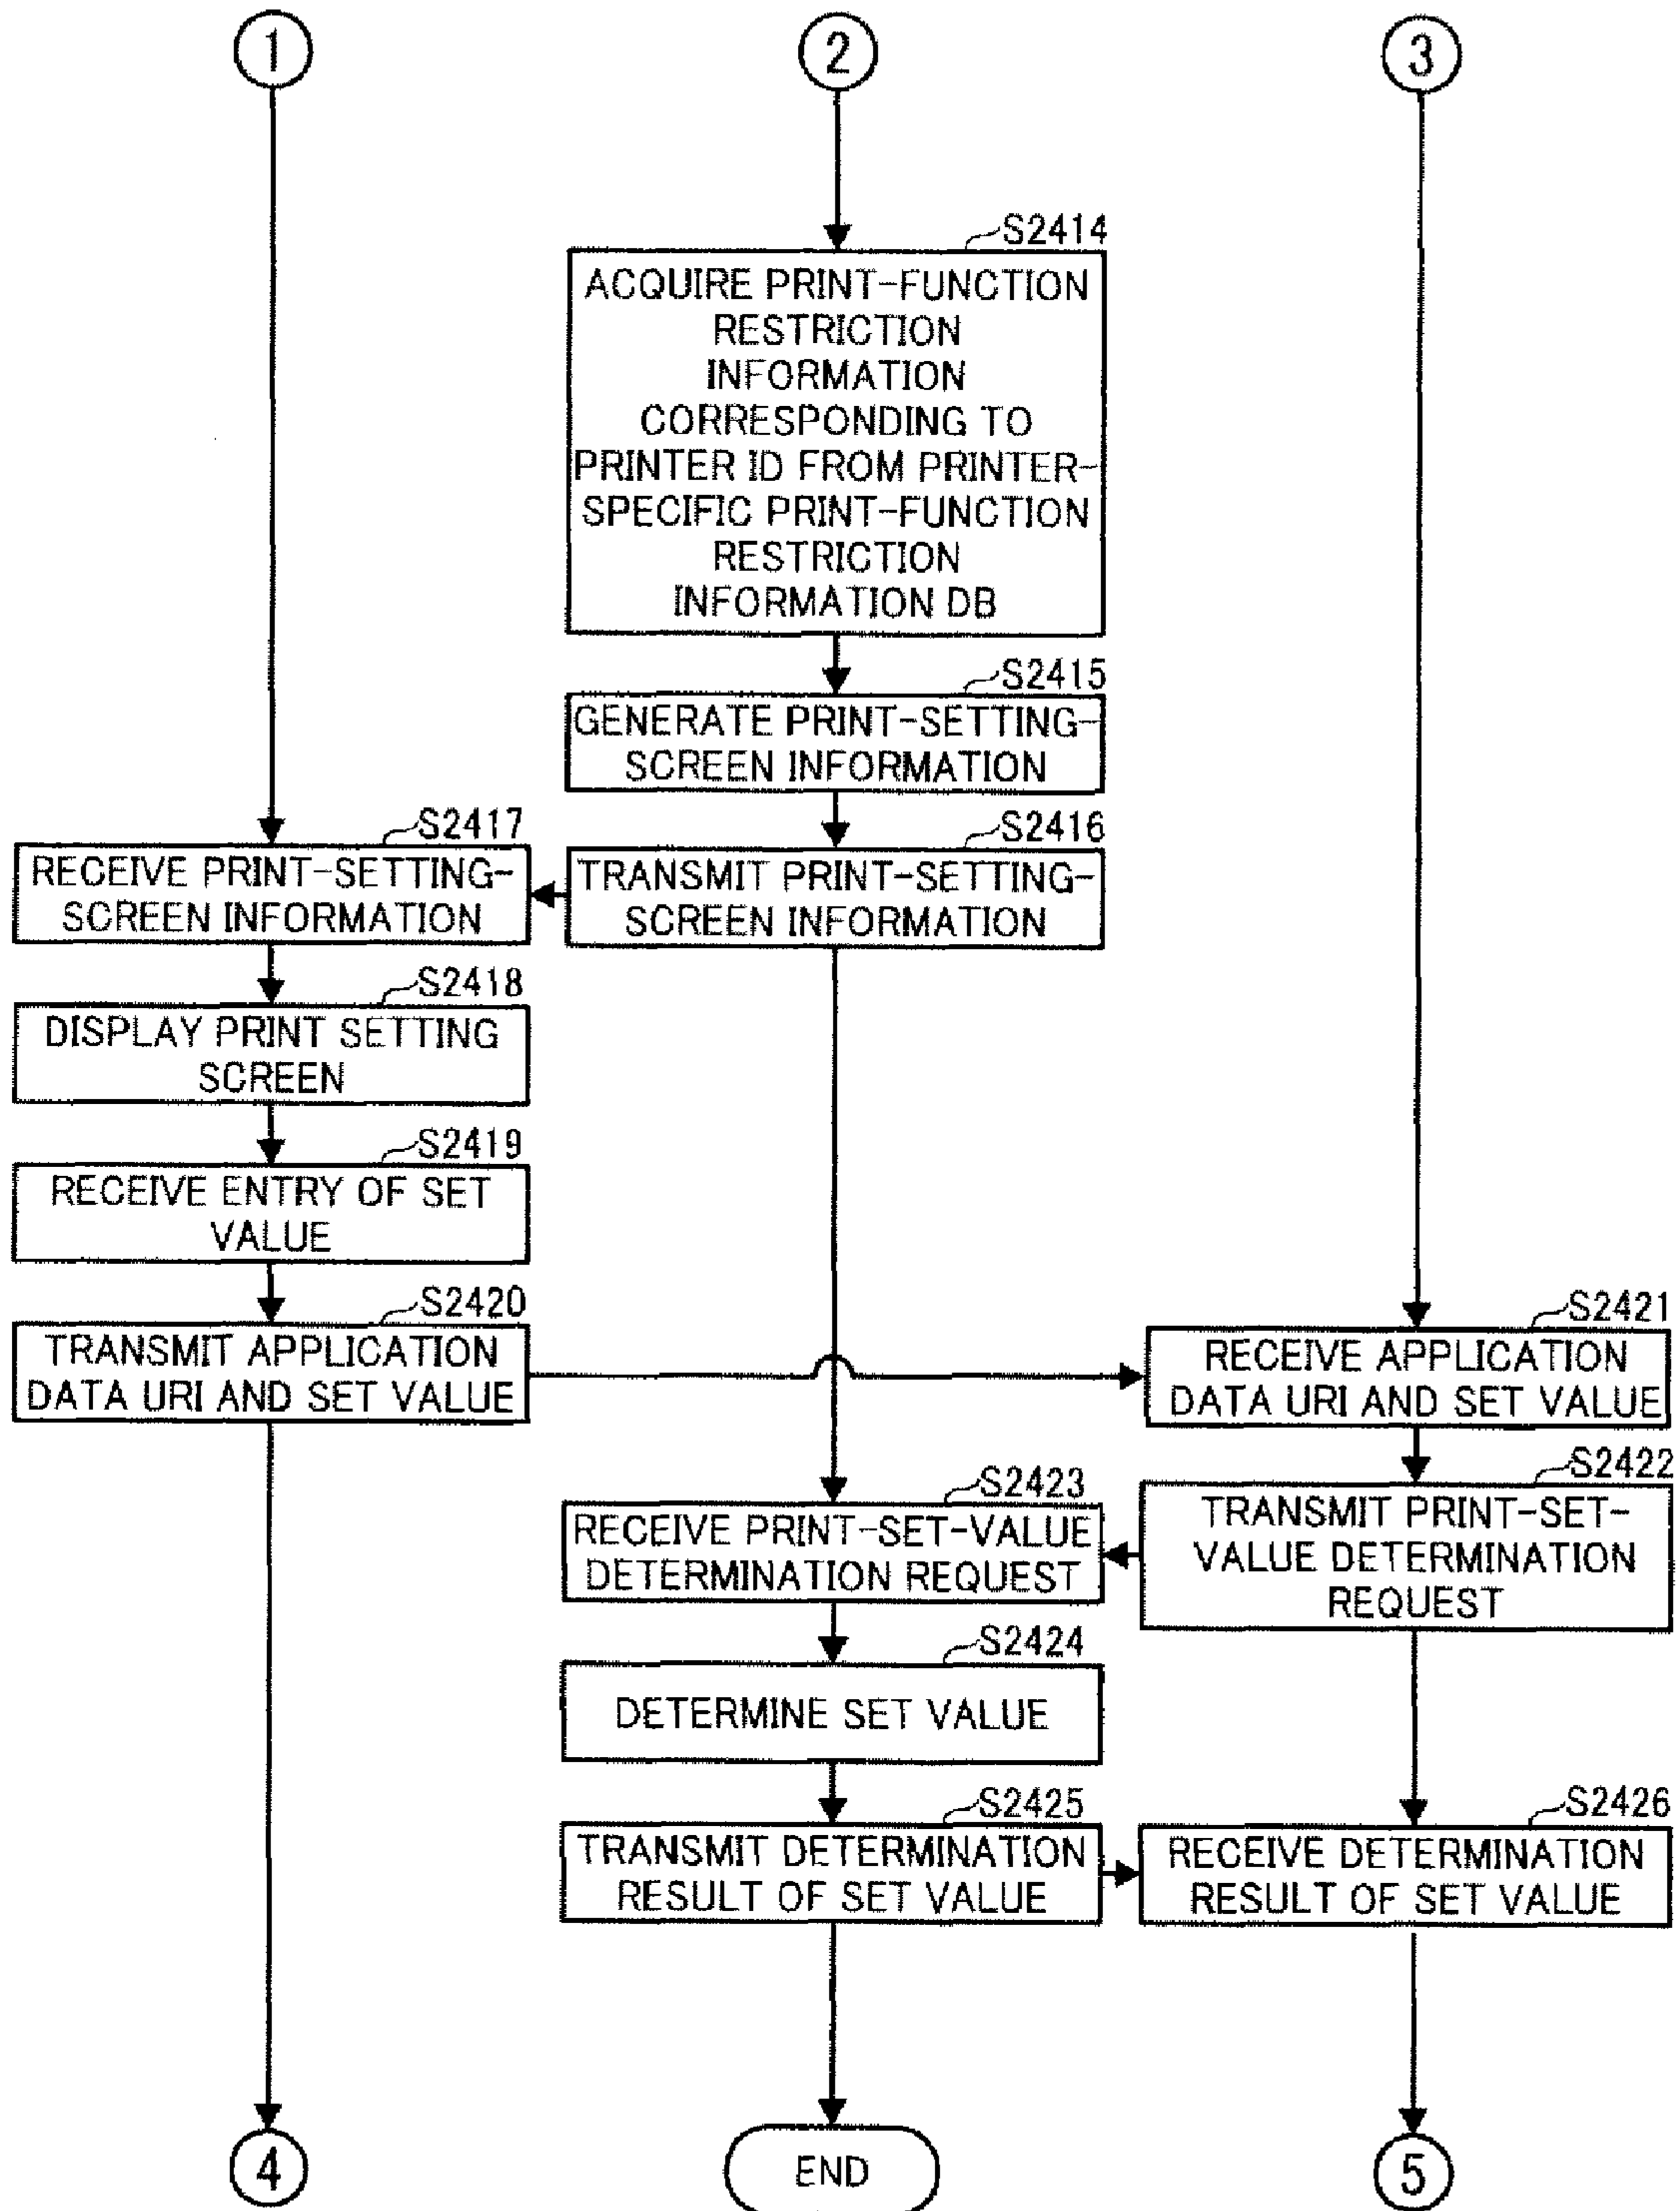 1
2
3
S2414
ACQUIRE PRINT-FUNCTION
RESTRICTION
INFORMATION
CORRESPONDING TO
PRINTER ID FROM PRINTER-
SPECIFIC PRINT-FUNCTION
RESTRICTION
INFORMATION DB
S2415
GENERATE PRINT-SETTING-
SCREEN INFORMATION
S2417
RECEIVE PRINT-SETTING-
SCREEN INFORMATION
S2416
TRANSMIT PRINT-SETTING-
SCREEN INFORMATION
S2418
DISPLAY PRINT SETTING
SCREEN
S2419
RECEIVE ENTRY OF SET
VALUE
S2420
TRANSMIT APPLICATION
DATA URI AND SET VALUE
S2421
RECEIVE APPLICATION
DATA URI AND SET VALUE
S2422
TRANSMIT PRINT-SET-
VALUE DETERMINATION
REQUEST
S2423
RECEIVE PRINT-SET-VALUE
DETERMINATION REQUEST
S2424
DETERMINE SET VALUE
S2425
TRANSMIT DETERMINATION
RESULT OF SET VALUE
S2426
RECEIVE DETERMINATION
RESULT OF SET VALUE
4
END
5